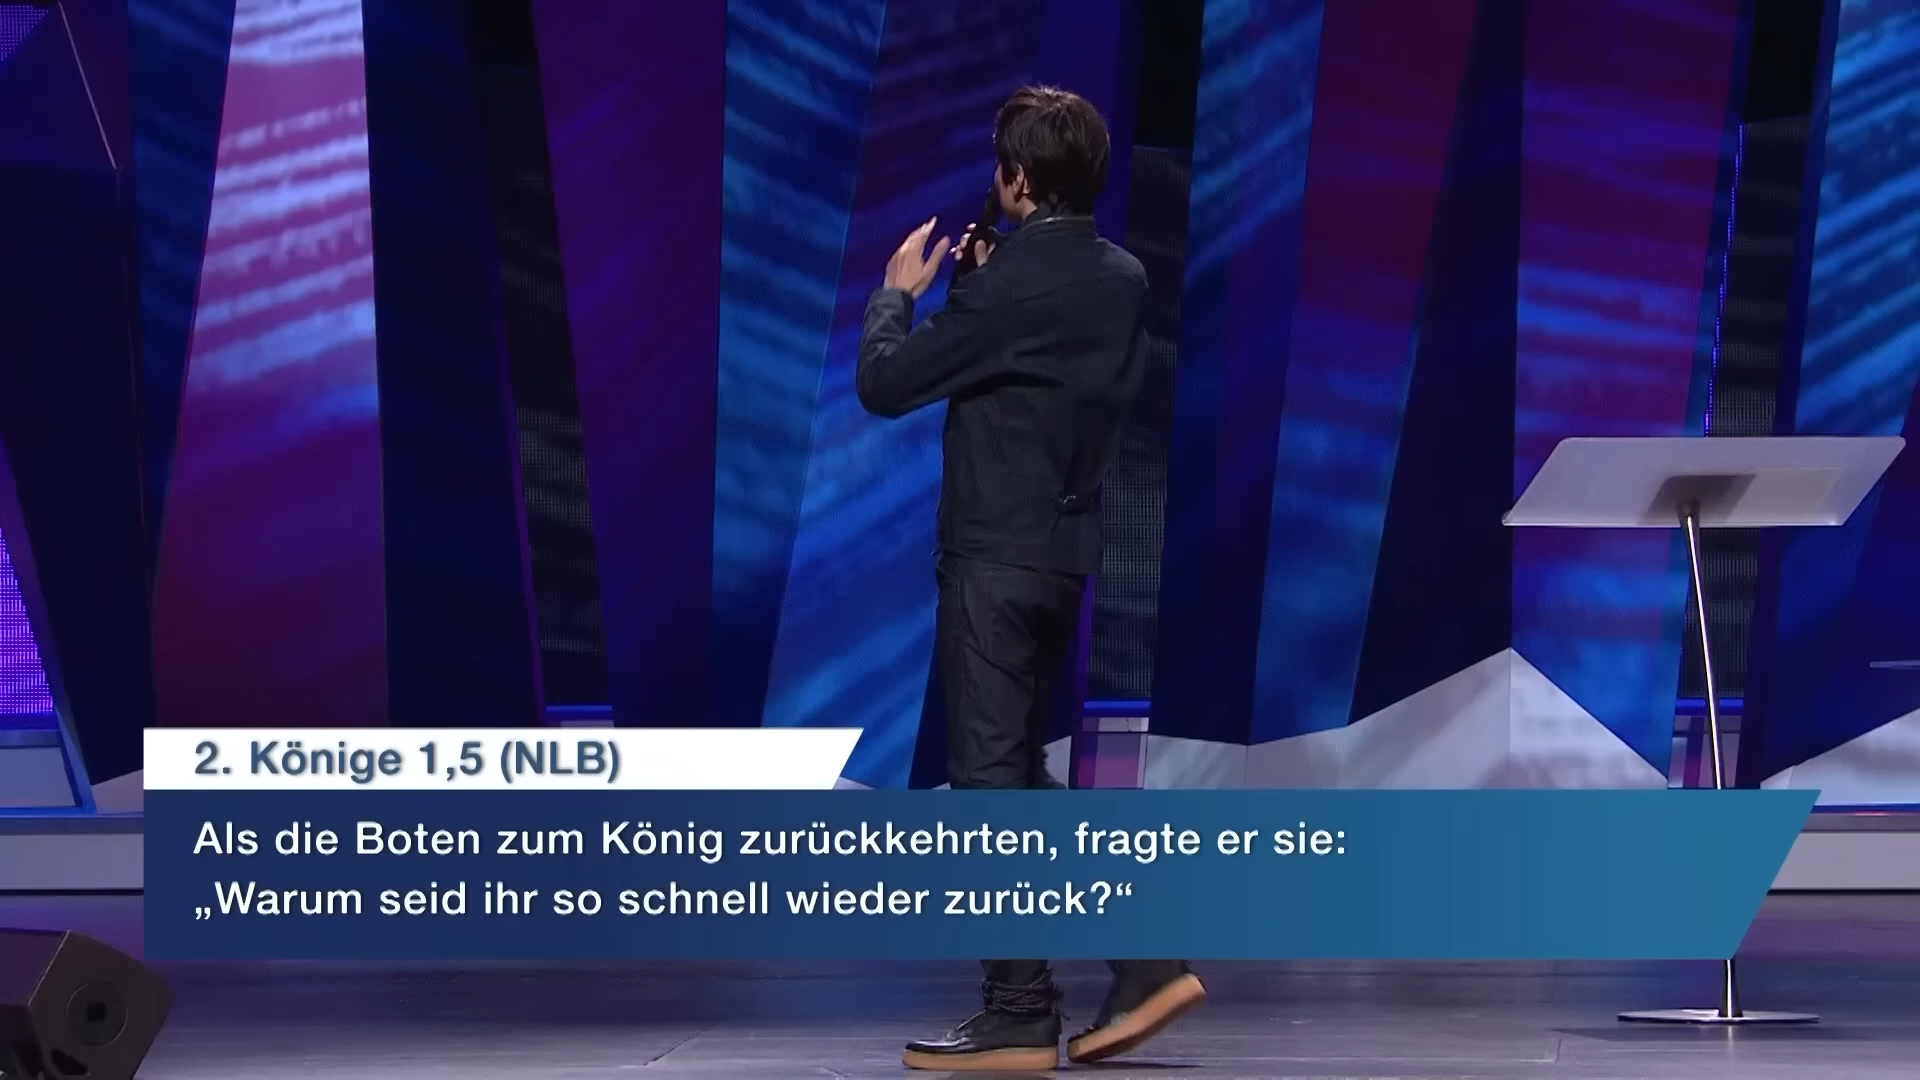 2. Könige 1,5 (NLB)
Als die Boten zum König zurückkehrten, fragte er sie:
„Warum seid ihr so schnell wieder zurück?“